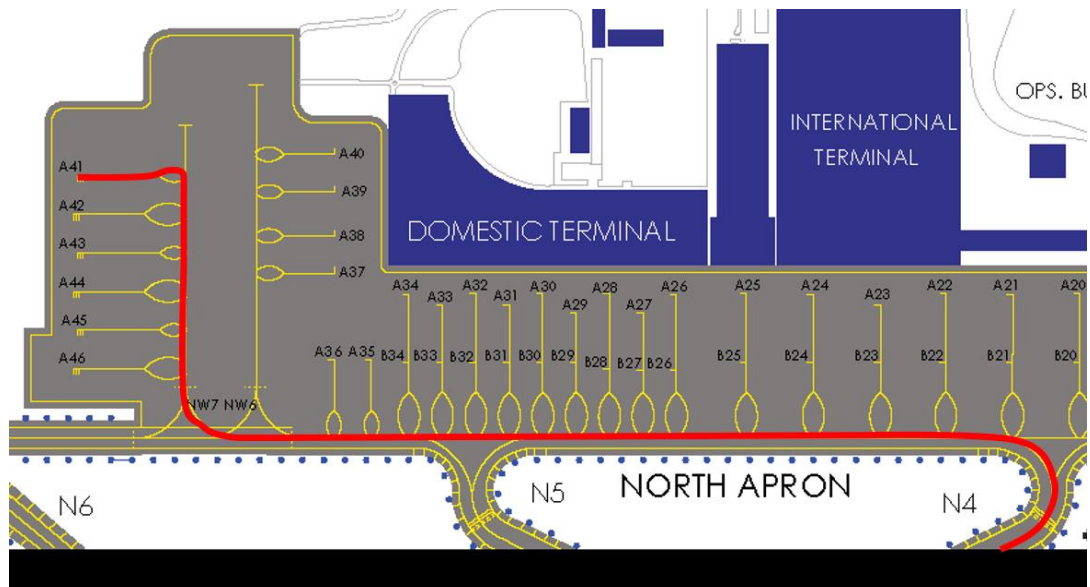 OPS. BU
INTERNATIONAL
TERMINAL
DOMESTIC TERMINAL
A41
A42
A43
A44
A45
A46
A40
A39
A38
A37
NW7 NW6
A36 A35
A34 A33 A32 A31 A30 A29 A28 A27 A26 A25 A24 A23 A22 A21 A20
B34 B33 B32 B31 B30 B29 B28 B27 B26 B25 B24 B23 B22 B21 B20
N6
N5
NORTH APRON
N4